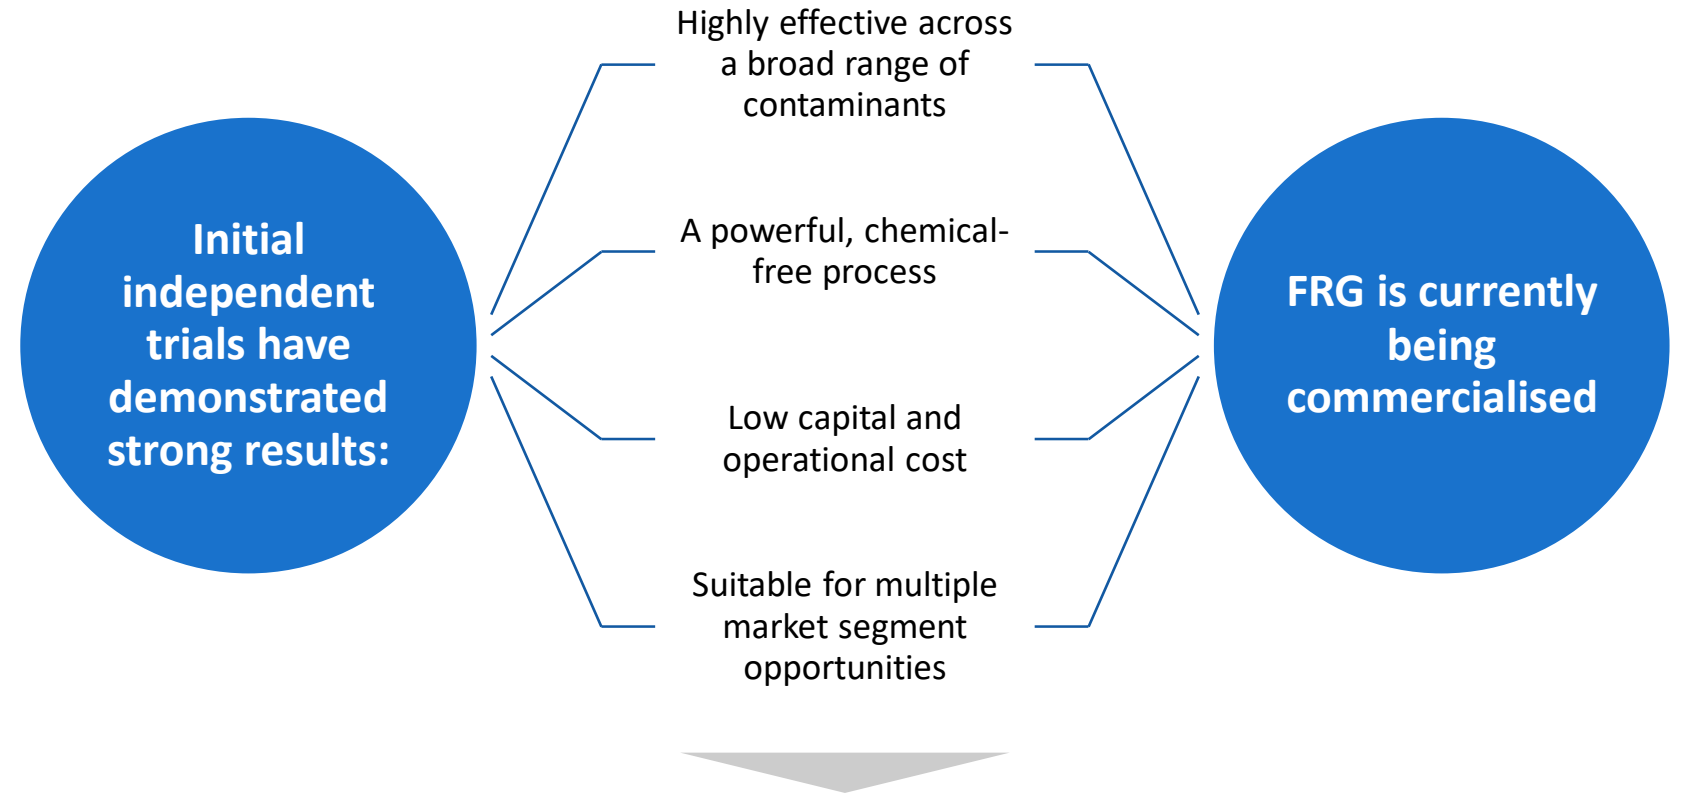 Initial
independent
trials have
demonstrated
strong results:
Highly effective across
a broad range of
contaminants
A powerful, chemical-
free process
Low capital and
operational cost
Suitable for multiple
market segment
opportunities
FRG is currently
being
commercialised